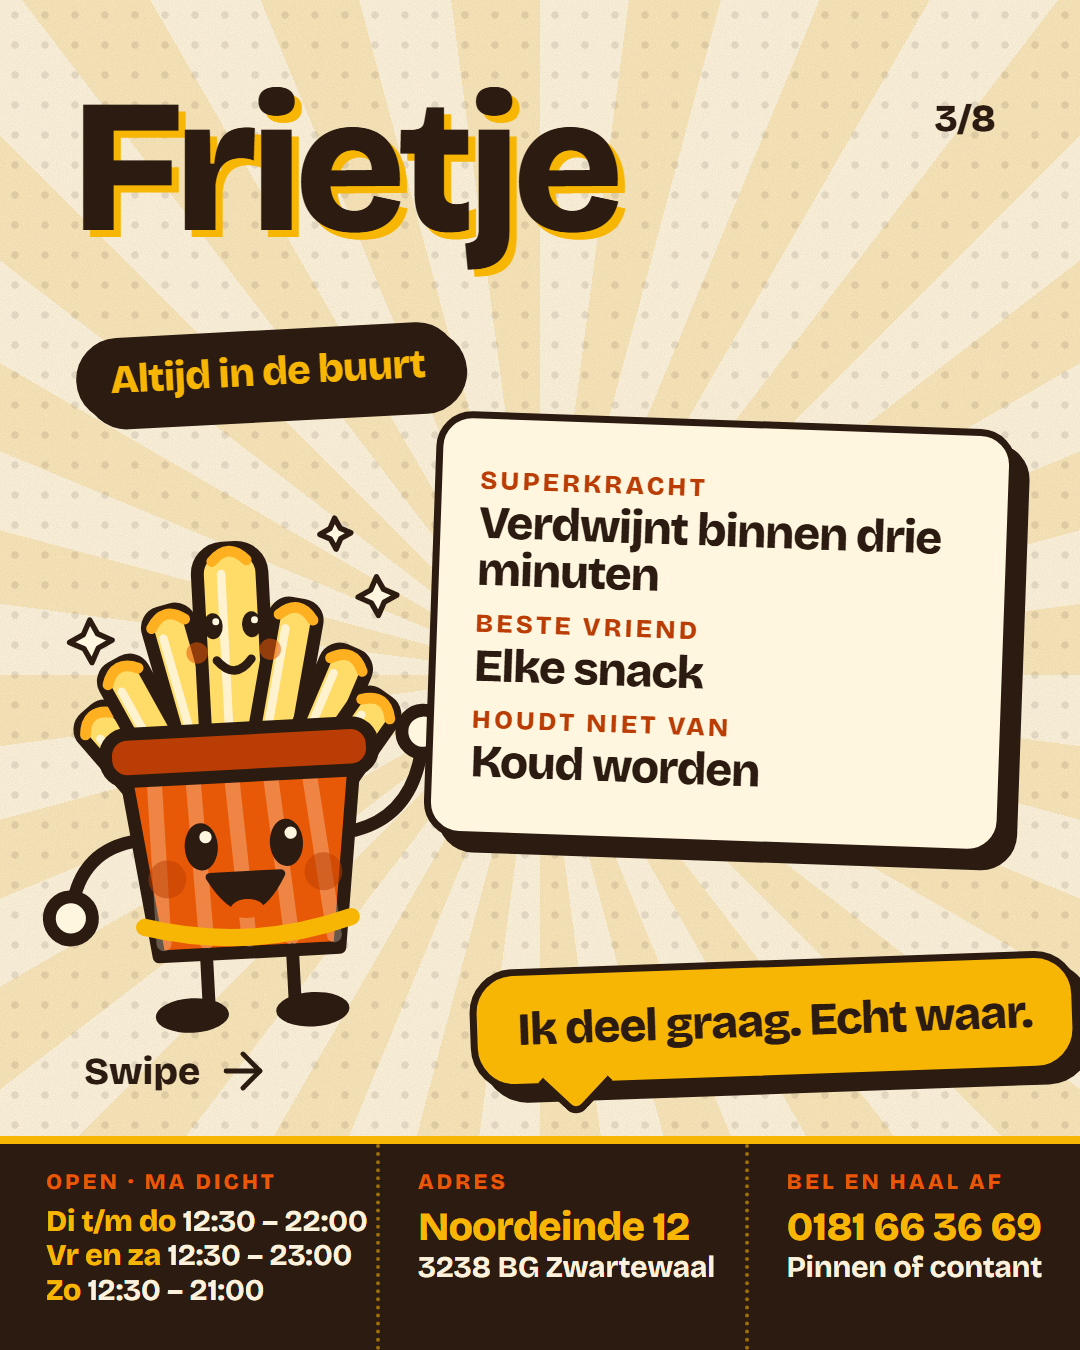 Frietje
3/8
Altijd in de buurt
SUPERKRACHT
Verdwijnt binnen drie
minuten
BESTE VRIEND
Elke snack
HOUDT NIET VAN
Koud worden
Ik deel graag. Echt waar.
Swipe
OPEN · MA DICHT
Di t/m do 12:30 – 22:00
Vr en za 12:30 – 23:00
Zo 12:30 – 21:00
ADRES
Noordeinde 12
3238 BG Zwartewaal
BEL EN HAAL AF
0181 66 36 69
Pinnen of contant